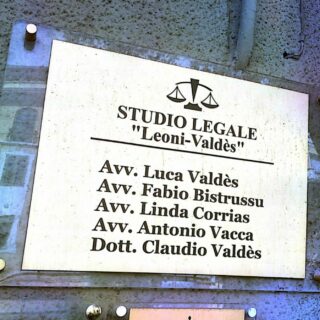 STUDIO LEGALE
"Leoni-Valdès"
Avv. Luca Valdès
Avv. Fabio Bistrussu
Avv. Linda Corrias
Avv. Antonio Vacca
Dott. Claudio Valdès